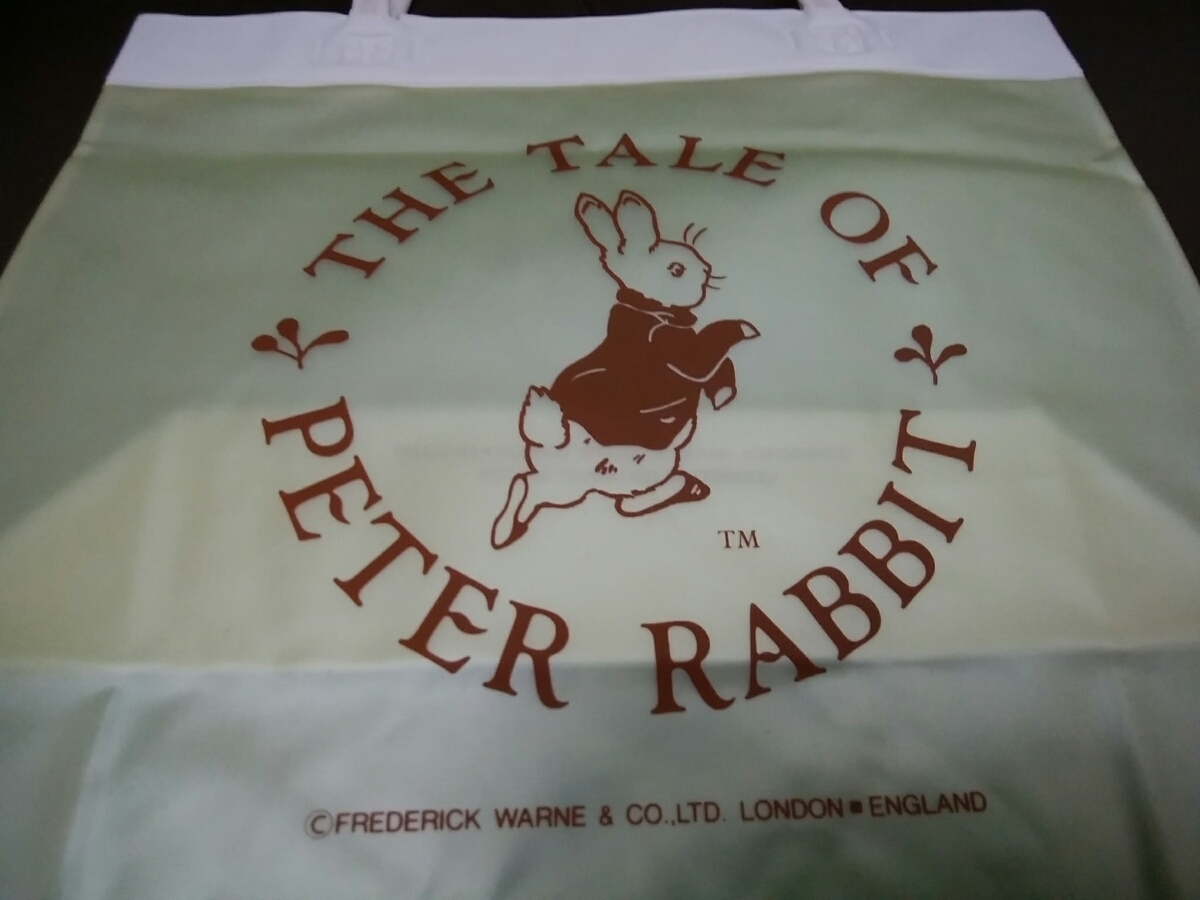 THE TALE OF
PETER RABBIT
TM
©FREDERICK WARNE & CO.,LTD. LONDON■ENGLAND